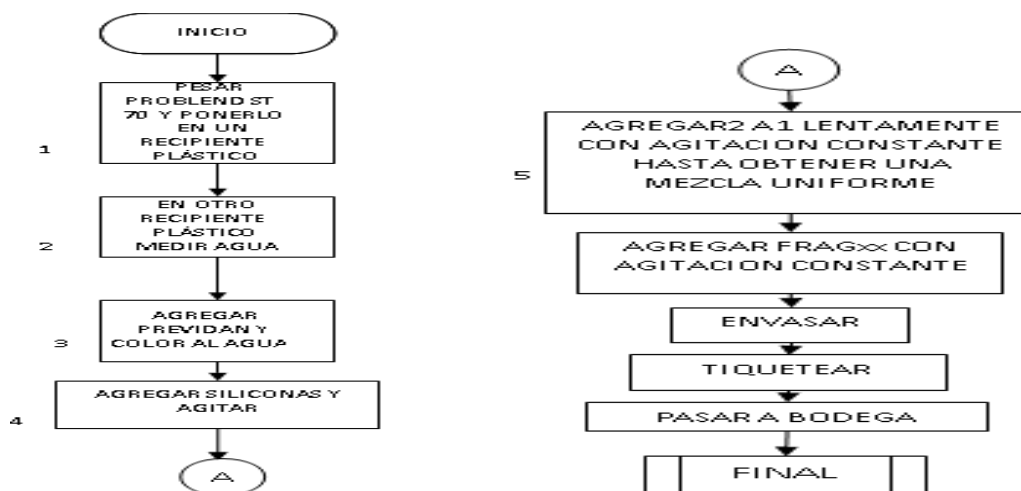 INICIO
PESAR
PROBLEND ST
70 Y PONERLO
EN UN
RECIPIENTE
PLÁSTICO
1
EN OTRO
RECIPIENTE
PLÁSTICO
MEDIR AGUA
2
AGREGAR
PREVIDAN Y
COLOR AL AGUA
3
AGREGAR SILICONAS Y
AGITAR
4
A
A
AGREGAR2 A1 LENTAMENTE
CON AGITACION CONSTANTE
HASTA OBTENER UNA
MEZCLA UNIFORME
5
AGREGAR FRAGxx CON
AGITACION CONSTANTE
ENVASAR
TIQUETEAR
PASAR A BODEGA
FINAL